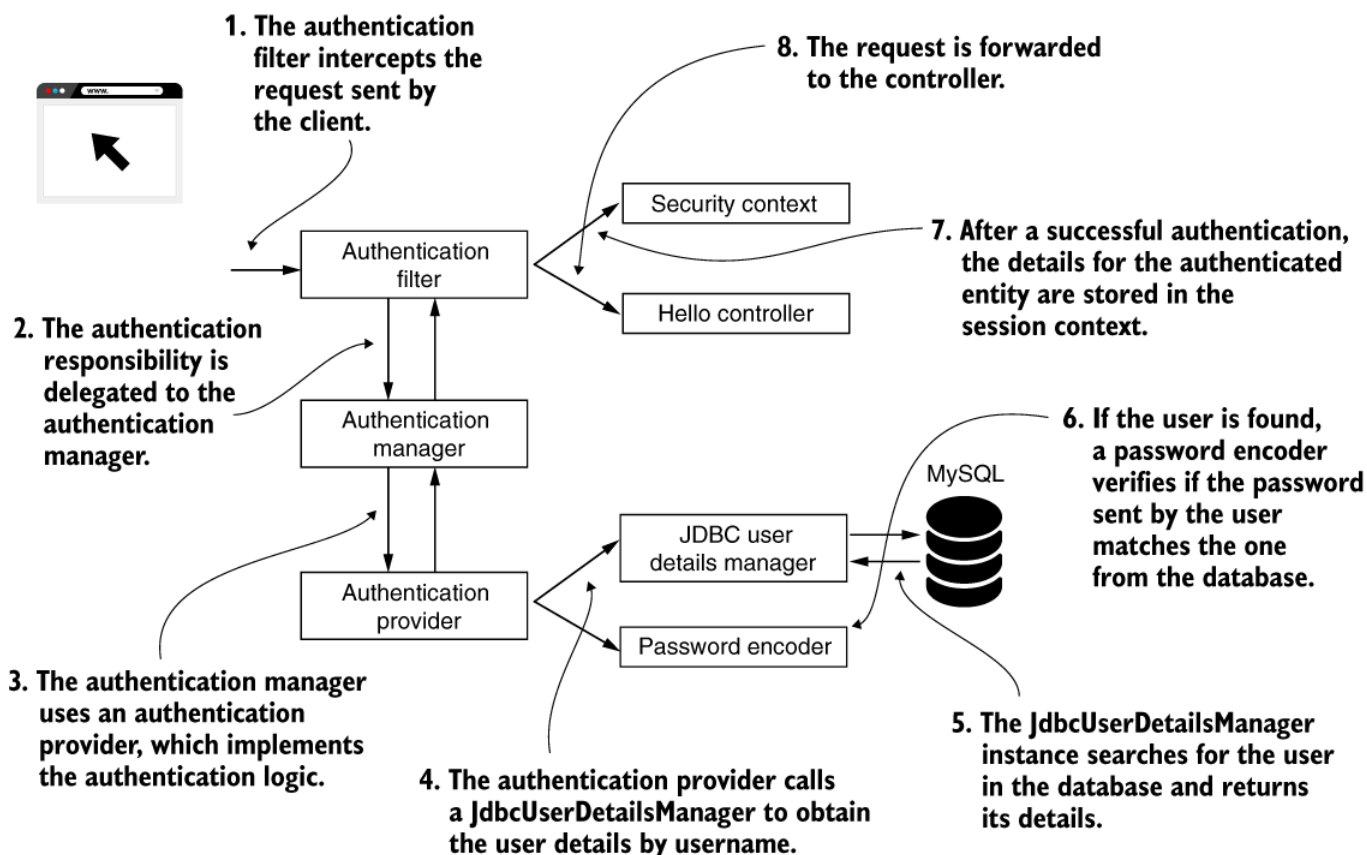 1. The authentication
filter intercepts the
request sent by
the client.
8. The request is forwarded
to the controller.
www.
Security context
Authentication
filter
7. After a successful authentication,
the details for the authenticated
entity are stored in the
session context.
Hello controller
2. The authentication
responsibility is
delegated to the
authentication
manager.
Authentication
manager
6. If the user is found,
a password encoder
verifies if the password
sent by the user
matches the one
from the database.
MySQL
JDBC user
details manager
Authentication
provider
Password encoder
3. The authentication manager
uses an authentication
provider, which implements
the authentication logic.
4. The authentication provider calls
a JdbcUserDetailsManager to obtain
the user details by username.
5. The JdbcUserDetailsManager
instance searches for the user
in the database and returns
its details.